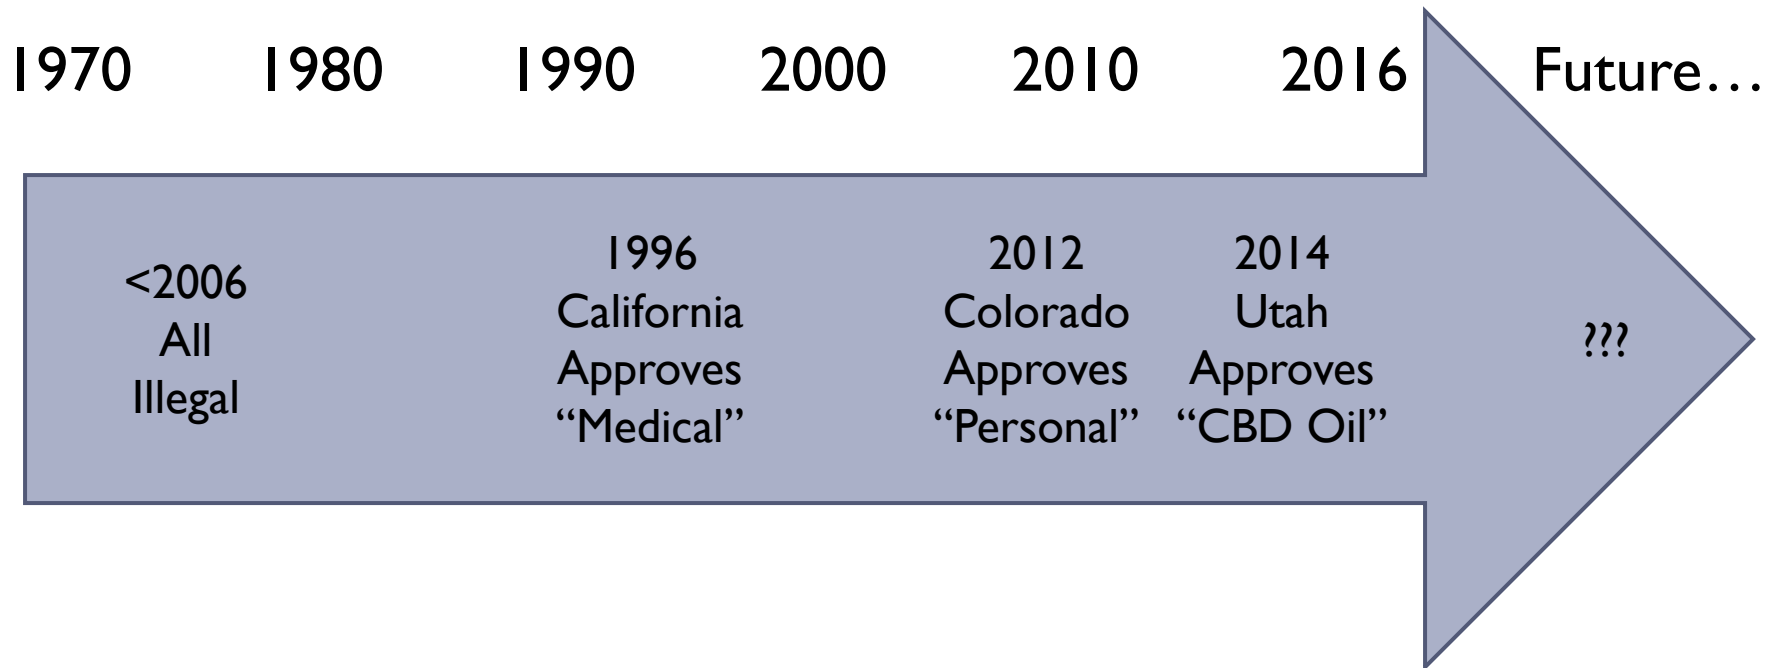 1970 1980 1990 2000 2010 2016 Future…
<2006
All
Illegal
1996
California
Approves
“Medical”
2012
Colorado
Approves
“Personal”
2014
Utah
Approves
“CBD Oil”
???